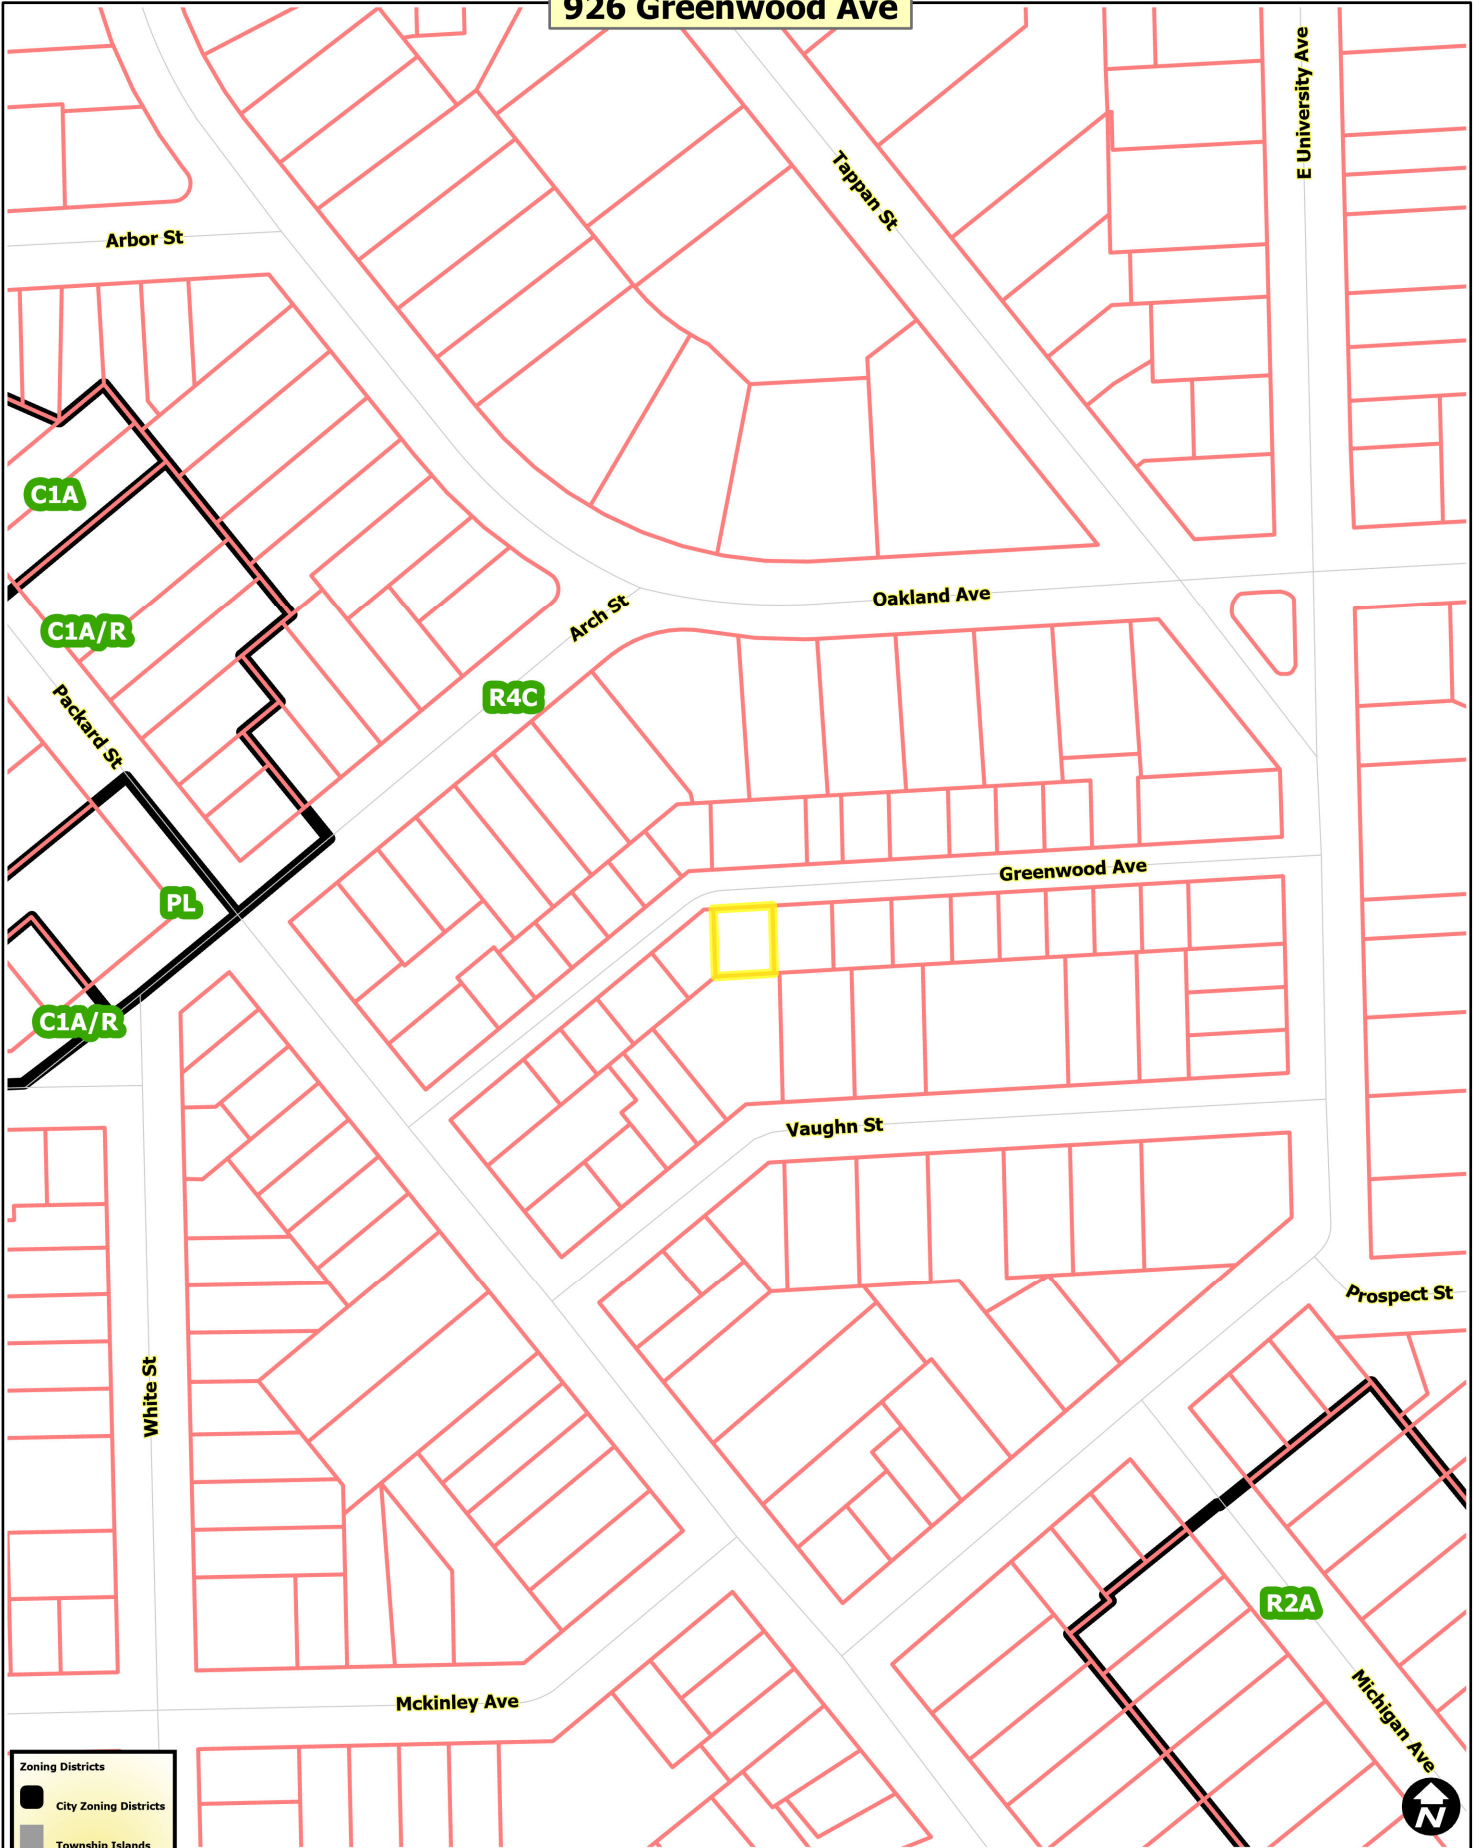 926 Greenwood Ave
E University Ave
Tappan St
Arbor St
C1A
Oakland Ave
Arch St
C1A/R
R4C
Packard St
Greenwood Ave
PL
C1A/R
Vaughn St
Prospect St
White St
R2A
Mckinley Ave
Michigan Ave
Zoning Districts
City Zoning Districts
Township Islands
N